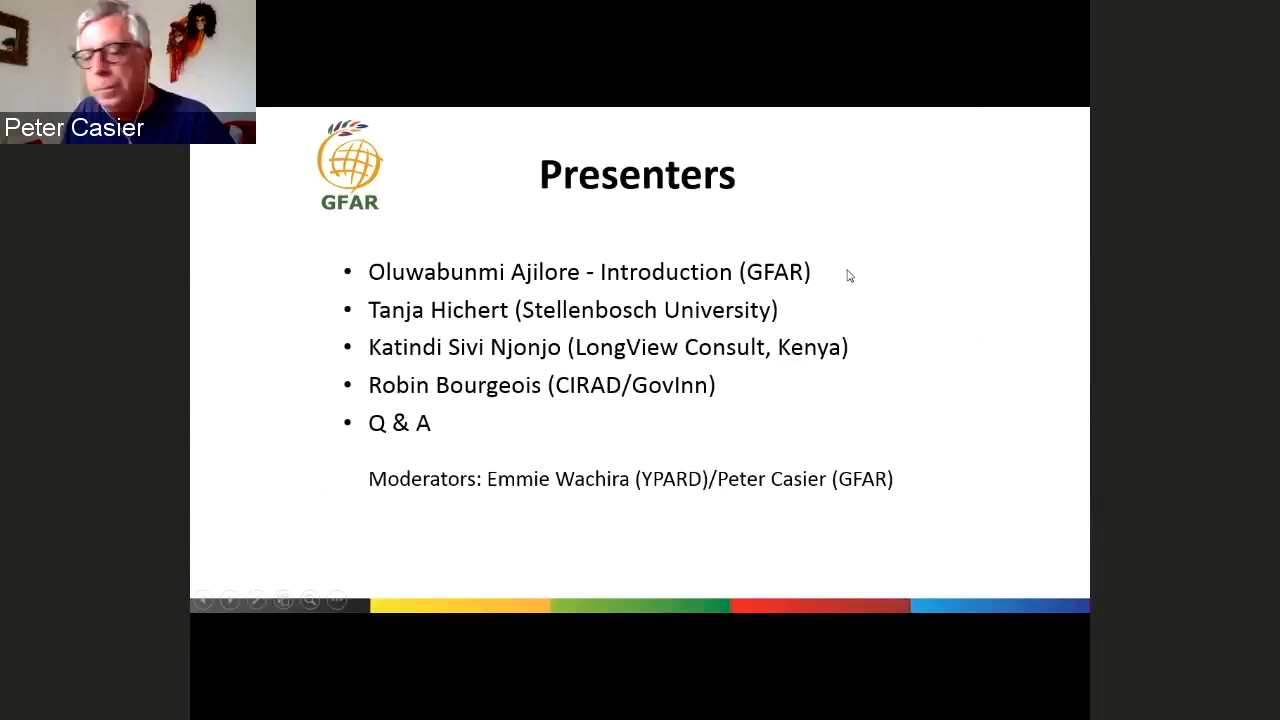 Peter Casier
GFAR
Presenters
• Oluwabunmi Ajilore - Introduction (GFAR)
• Tanja Hichert (Stellenbosch University)
• Katindi Sivi Njonjo (LongView Consult, Kenya)
• Robin Bourgeois (CIRAD/GovInn)
• Q & A
Moderators: Emmie Wachira (YPARD)/Peter Casier (GFAR)